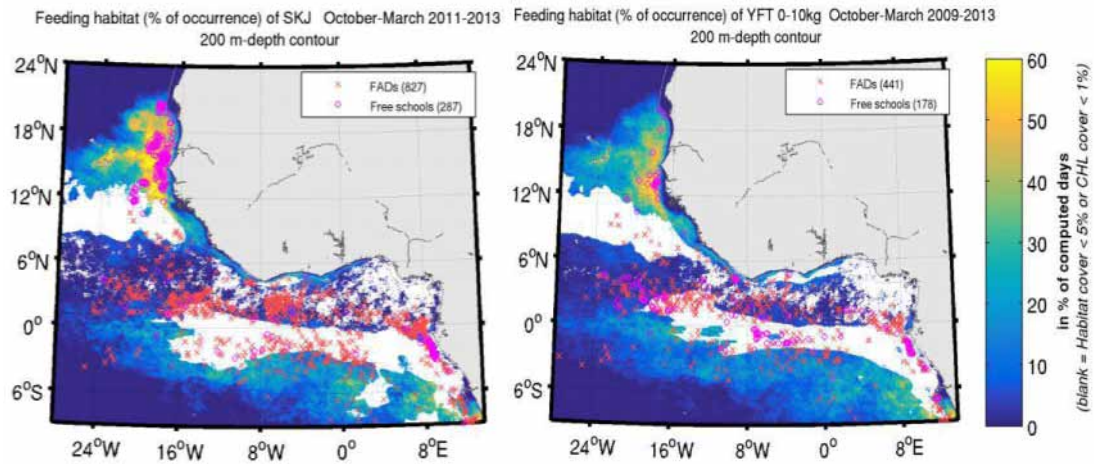 Feeding habitat (% of occurrence) of SKJ October-March 2011-2013
200 m-depth contour
24°N
18°N
12°N
6°N
0°
6°S
24°W
16°W
8°W
0°
8°E
FADs (827)
Free schools (287)
Feeding habitat (% of occurrence) of YFT 0-10kg October-March 2009-2013
200 m-depth contour
24°N
18°N
12°N
6°N
0°
6°S
24°W
16°W
8°W
0°
8°E
FADs (441)
Free schools (178)
60
50
40
30
20
10
0
in % of computed days
(blank = Habitat cover < 5% or CHL cover < 1%)